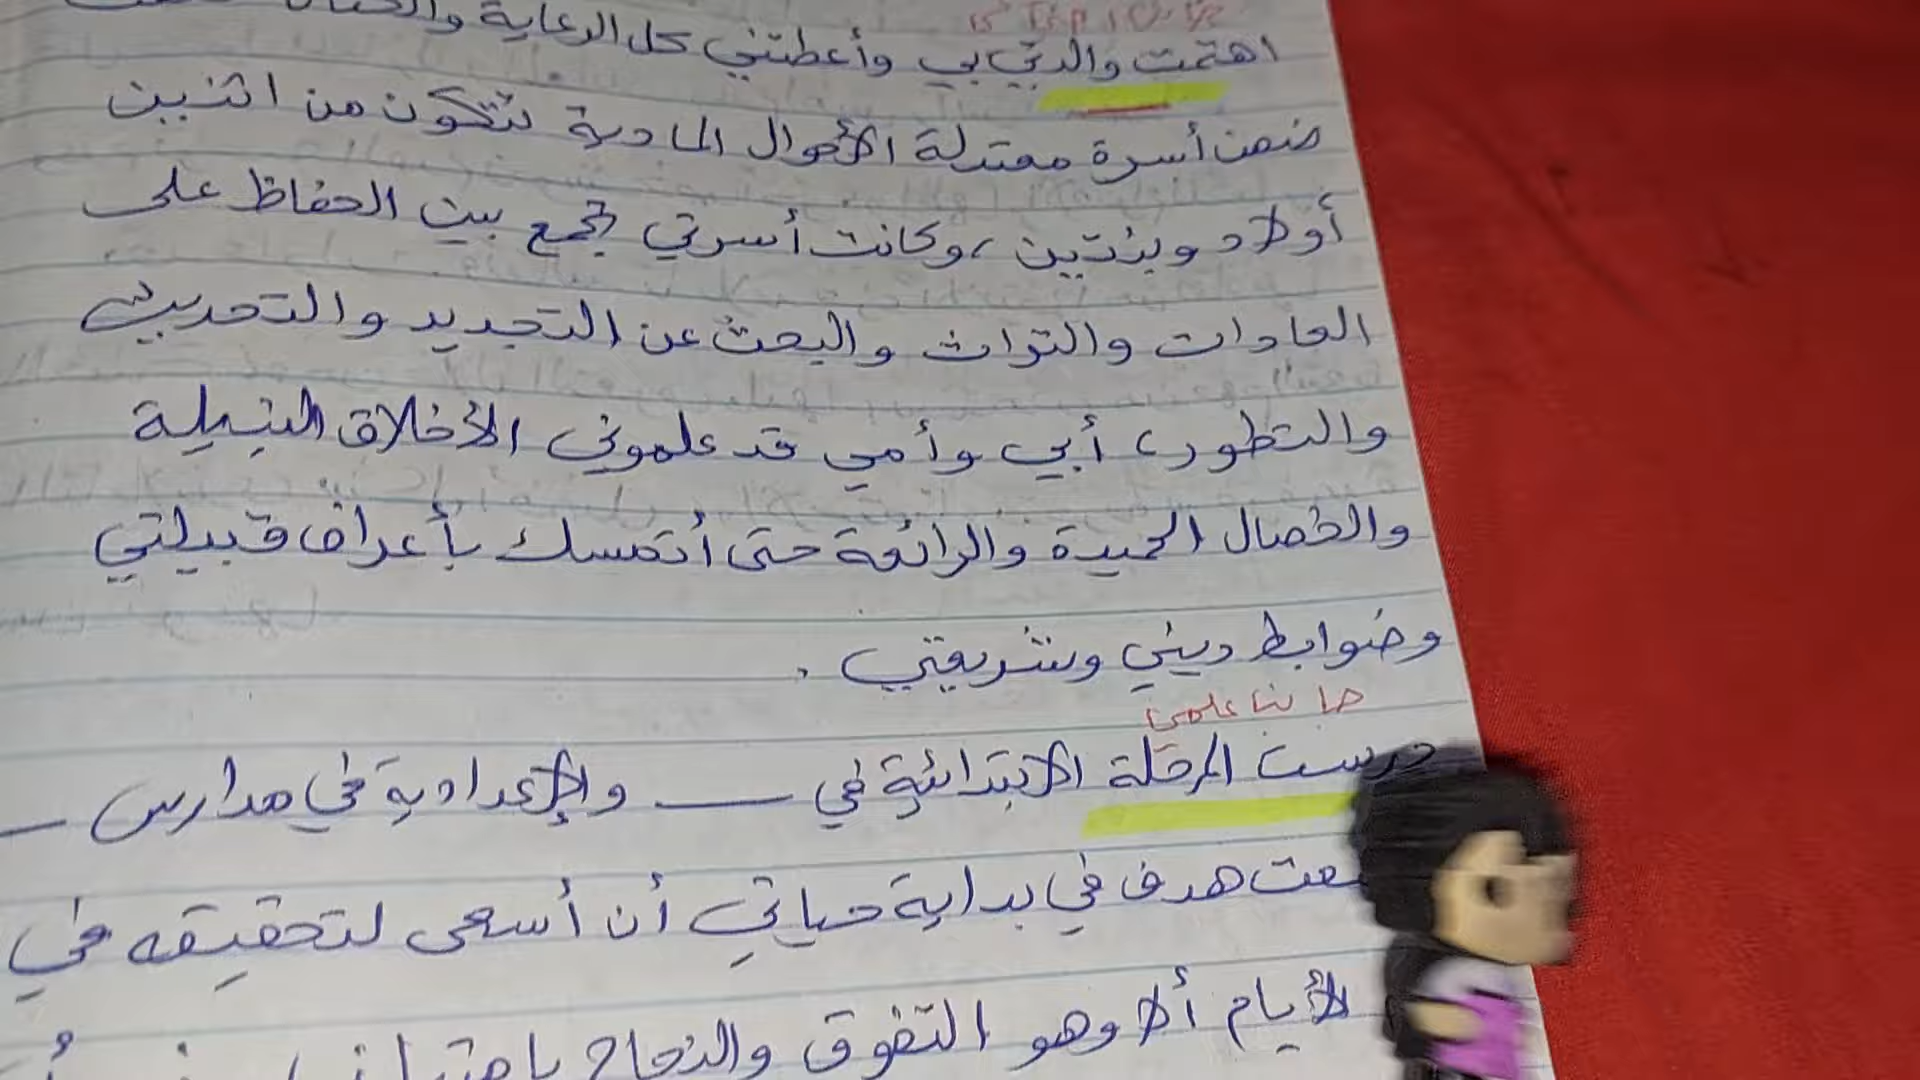 اهتمت والدتي بي وأعطتني كل الرعاية
ضمن أسرة معتدلة الأحوال المادية تتكون من اثنين
أولاد وبنتين، وكانت أسرتي تجمع بين الحفاظ على
العادات والتراث والبحث عن التجديد والتحديث
والتطور، أبي وأمي قد علموني الأخلاق النبيلة
والخصال الحميدة والرائعة حتى أتمسك بأعراف قبيلتي
وضوابط ديني وشريعتي .
درست المرحلة الابتدائية في ــــ والإعدادية في مدارس ــ
هدف في بداية حياتي أن أسعى لتحقيقه في
الأيام ألا وهو التفوق والنجاح